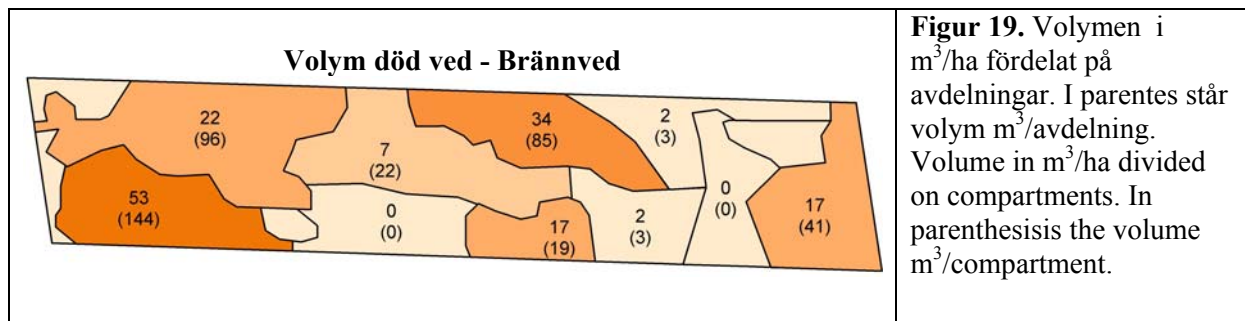 Volym död ved - Brännved
22
(96)
34
(85)
2
(3)
7
(22)
53
(144)
0
(0)
17
(19)
2
(3)
0
(0)
17
(41)
Figur 19. Volymen i
m³/ha fördelat på
avdelningar. I parentes står
volym m³/avdelning.
Volume in m³/ha divided
on compartments. In
parenthesisis the volume
m³/compartment.